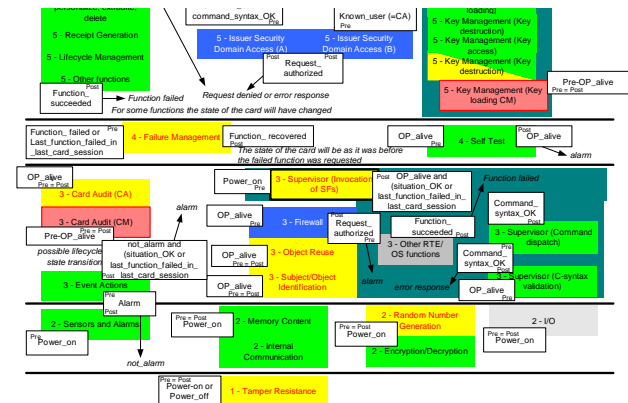 personalize, extradite,
delete
5 - Receipt Generation
5 - Lifecycle Management
5 - Other functions
Function_
succeeded
Post
Function failed
For some functions the state of the card will have changed
command_syntax_OK
Pre
Known_user (=CA)
Pre
5 - Issuer Security
Domain Access (A)
5 - Issuer Security
Domain Access (B)
Post
Post
Request_
authorized
Request denied or error response
loading)
5 - Key Management (Key
destruction)
5 - Key Management (Key
access)
5 - Key Management (Key
destruction)
5 - Key Management (Key
loading CM)
Pre-OP_alive
Pre = Post
Function_ failed or
Last_function_failed_in
_last_card_session
Pre
4 - Failure Management
Function_ recovered
Post
The state of the card will be as it was before
the failed function was requested
OP_alive
Pre
4 - Self Test
OP_alive
Post
alarm
OP_alive
Pre = Post
3 - Card Audit (CA)
3 - Card Audit (CM)
Pre-OP_alive
Pre = Post
possible lifecycle
state transition
alarm
not_alarm and
(situation_OK or
last_function_failed_in
_last_card_session
Post
3 - Event Actions
Power_on
Pre
3 - Supervisor (Invocation
of SFs)
Post
OP_alive and
(situation_OK or
last_function_failed_in
_last_card_session
Function failed
OP_alive
Pre
3 - Firewall
Post
Request_
authorized
Pre
Function_
succeeded
Post
3 - Other RTE/
OS functions
Command_
syntax_OK
Post
3 - Supervisor (Command
dispatch)
OP_alive
Pre = Post
3 - Object Reuse
OP_alive
Pre = Post
3 - Subject/Object
Identification
alarm
error response
Command_
syntax_OK
Pre
Post
3 - Supervisor (C-syntax
validation)
OP_alive
Pre
Pre
Alarm
Post
2 - Sensors and Alarms
Pre = Post
Power_on
not_alarm
Pre = Post
Power_on
2 - Memory Content
2 - Internal
Communication
2 - Random Number
Generation
Pre = Post
Power_on
2 - Encryption/Decryption
2 - I/O
Pre = Post
Power_on
Pre = Post
Power-on or
Power_off
1 - Tamper Resistance